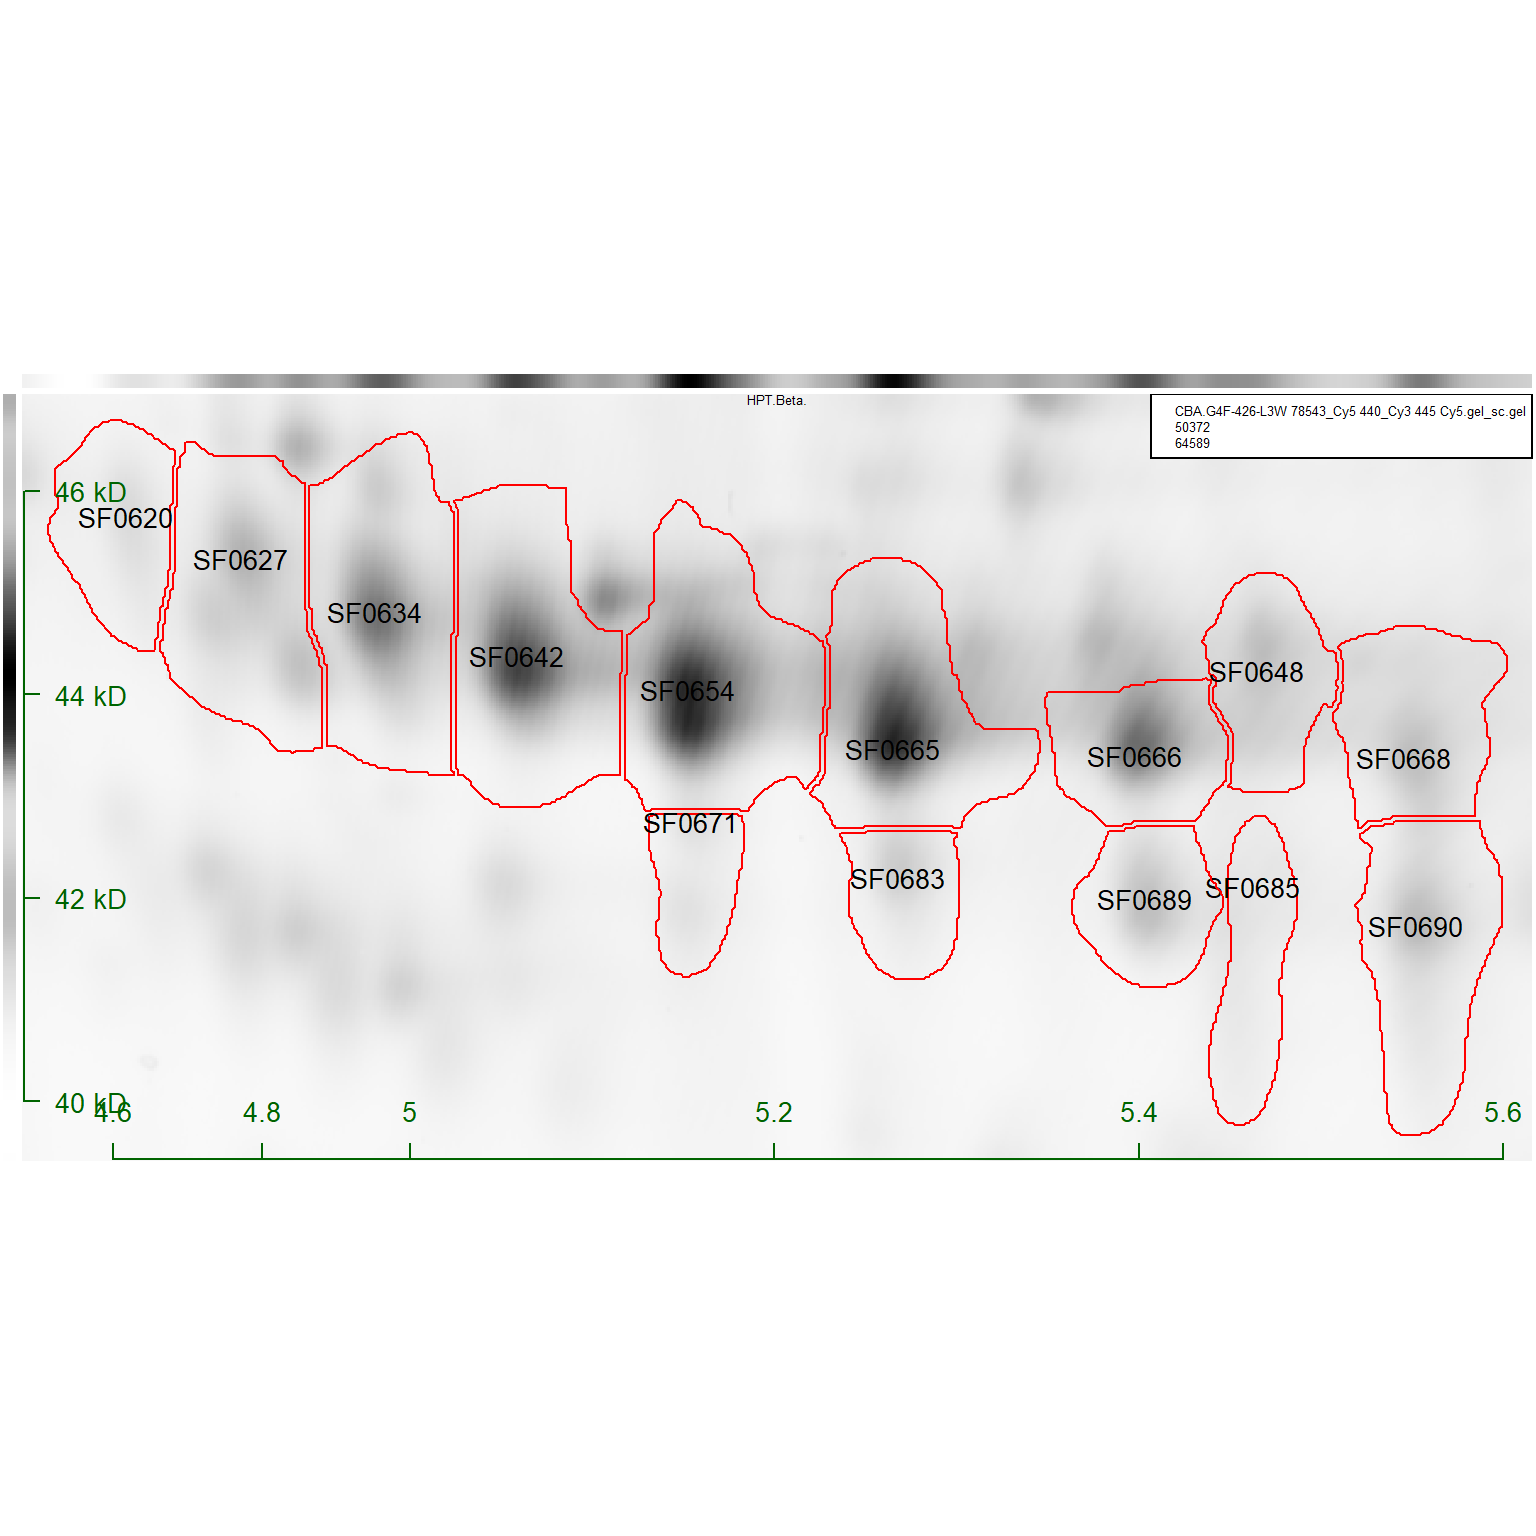 HPT.Beta.
CBA.G4F-426-L3W 78543_Cy5 440_Cy3 445 Cy5.gel_sc.gel
50372
64589
46 kD
SF0620
SF0627
SF0634
SF0642
SF0648
44 kD
SF0654
SF0665
SF0666
SF0668
SF0671
SF0683
42 kD
SF0689
SF0685
SF0690
40 kD
4.6 4.8 5 5.2 5.4 5.6